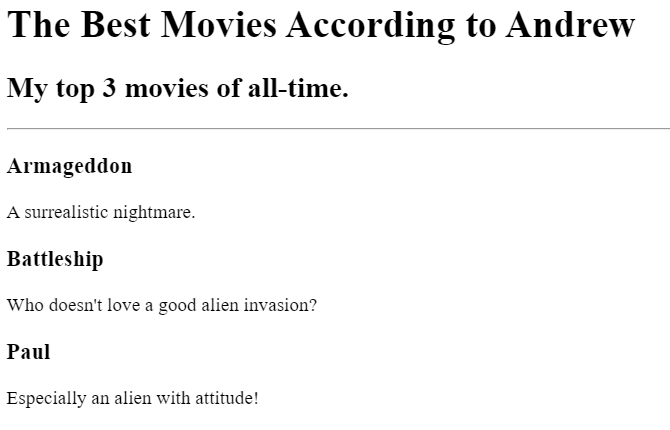 The Best Movies According to Andrew
My top 3 movies of all-time.
Armageddon
A surrealistic nightmare.
Battleship
Who doesn't love a good alien invasion?
Paul
Especially an alien with attitude!